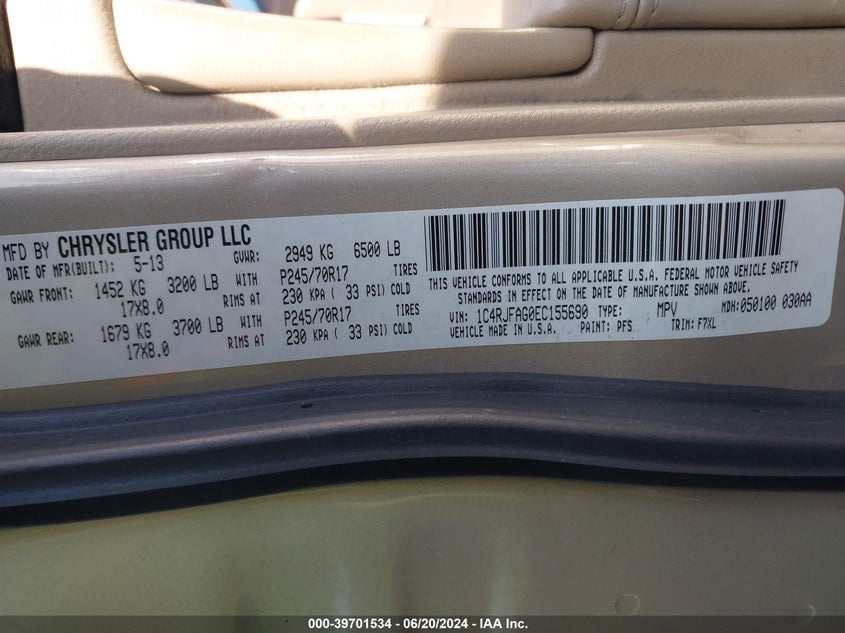 MFD BY CHRYSLER GROUP LLC
DATE OF MFR(BUILT): 5-13 GVWR: 2949 KG 6500 LB
GAWR FRONT: 1452 KG 3200 LB WITH P245/70R17 TIRES
17X8.0 RIMS AT 230 KPA ( 33 PSI) COLD
GAWR REAR: 1679 KG 3700 LB WITH P245/70R17 TIRES
17X8.0 RIMS AT 230 KPA ( 33 PSI) COLD
THIS VEHICLE CONFORMS TO ALL APPLICABLE U.S.A. FEDERAL MOTOR VEHICLE SAFETY
STANDARDS IN EFFECT ON THE DATE OF MANUFACTURE SHOWN ABOVE.
VIN: 1C4RJFAG0EC155690 TYPE: MPV MDH:050100 030AA
VEHICLE MADE IN U.S.A. PAINT: PFS TRIM: F7XL
000-39701534 - 06/20/2024 - IAA Inc.